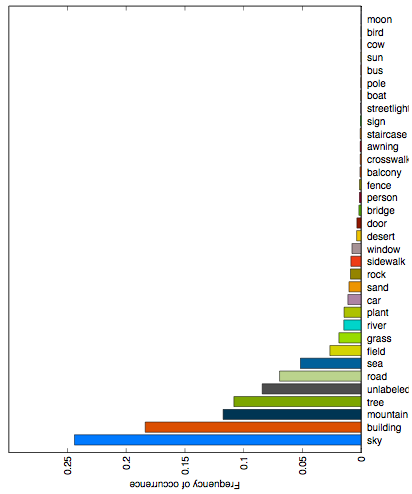 moon
bird
cow
sun
bus
pole
boat
streetlight
sign
staircase
awning
crosswalk
balcony
fence
person
bridge
door
desert
window
sidewalk
rock
sand
car
plant
river
grass
field
sea
road
unlabeled
tree
mountain
building
sky
0.25
0.2
0.15
0.1
0.05
0
Frequency of occurrence